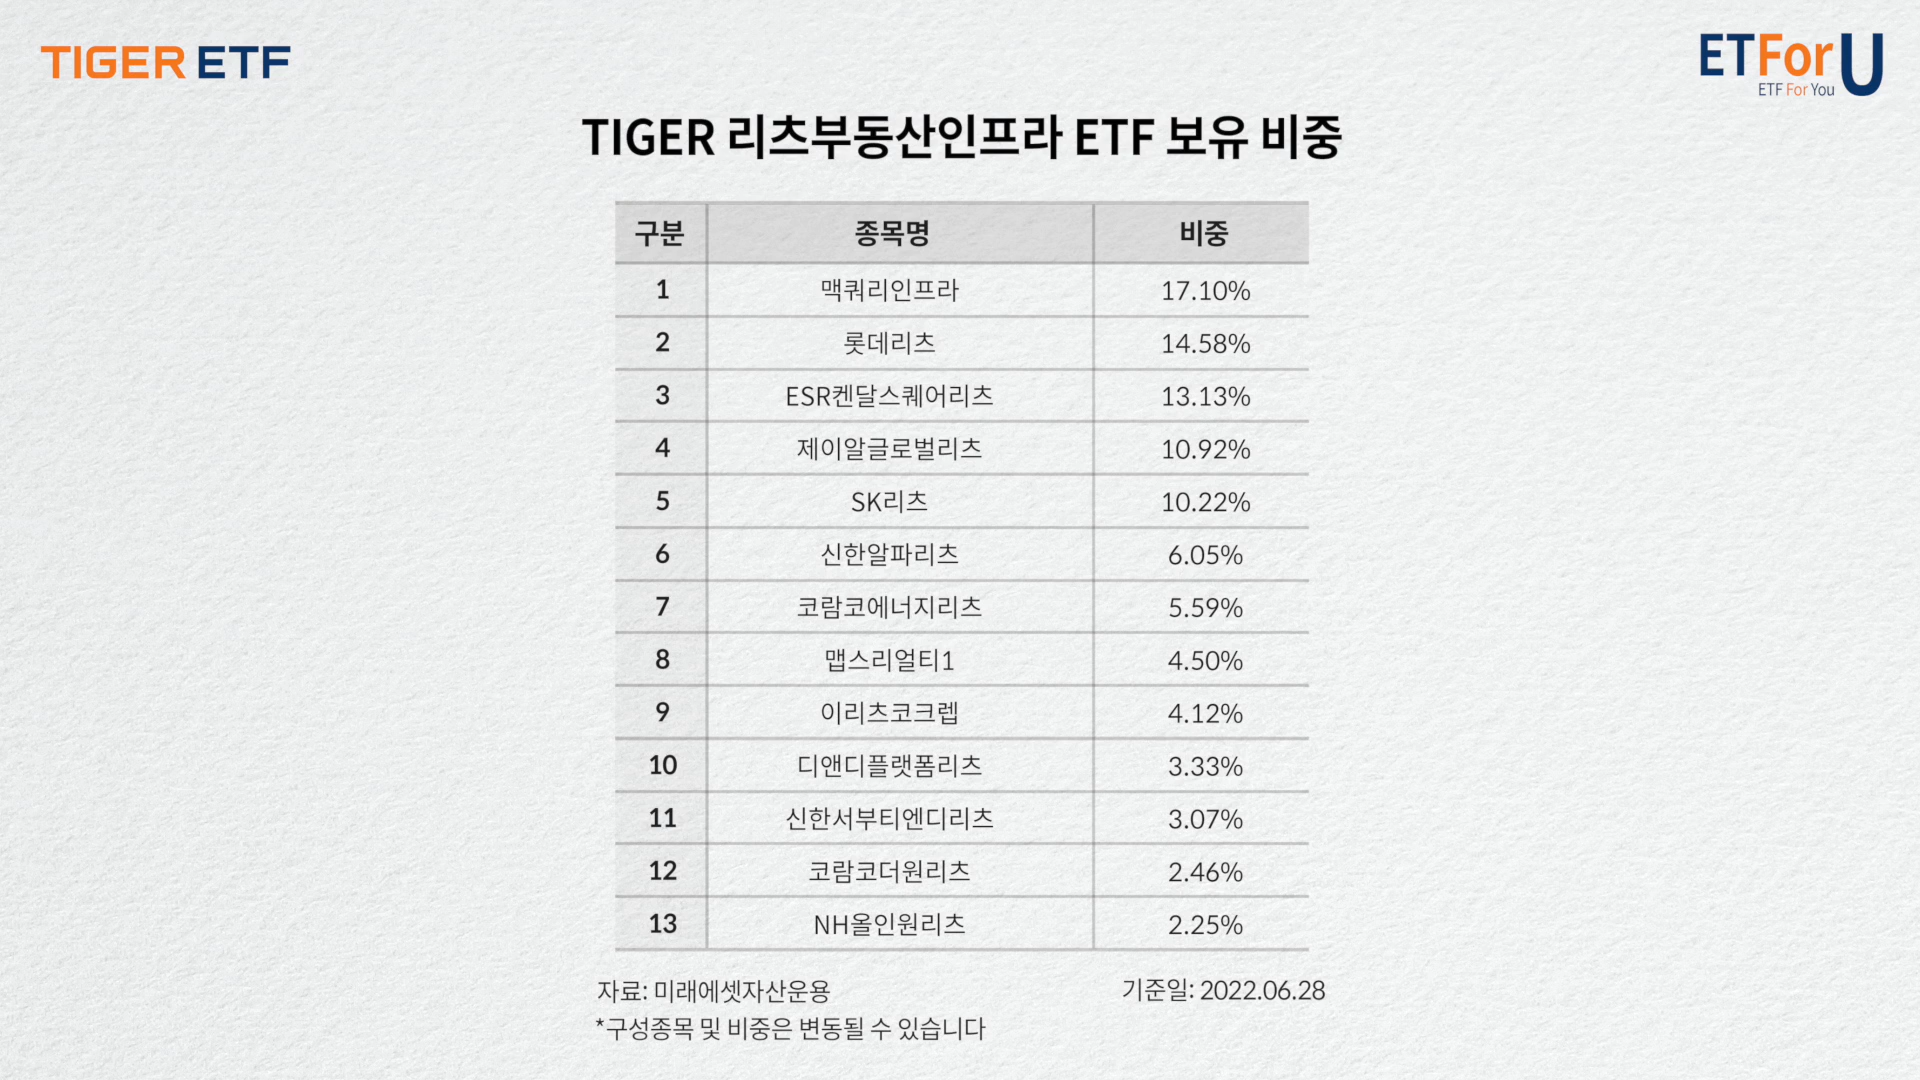 TIGER ETF
ETForU
ETF For You
TIGER 리츠부동산인프라 ETF 보유 비중
구분 종목명 비중
1 맥쿼리인프라 17.10%
2 롯데리츠 14.58%
3 ESR켄달스퀘어리츠 13.13%
4 제이알글로벌리츠 10.92%
5 SK리츠 10.22%
6 신한알파리츠 6.05%
7 코람코에너지리츠 5.59%
8 맵스리얼티1 4.50%
9 이리츠코크렙 4.12%
10 디앤디플랫폼리츠 3.33%
11 신한서부티엔디리츠 3.07%
12 코람코더원리츠 2.46%
13 NH올인원리츠 2.25%
자료: 미래에셋자산운용 기준일: 2022.06.28
*구성종목 및 비중은 변동될 수 있습니다